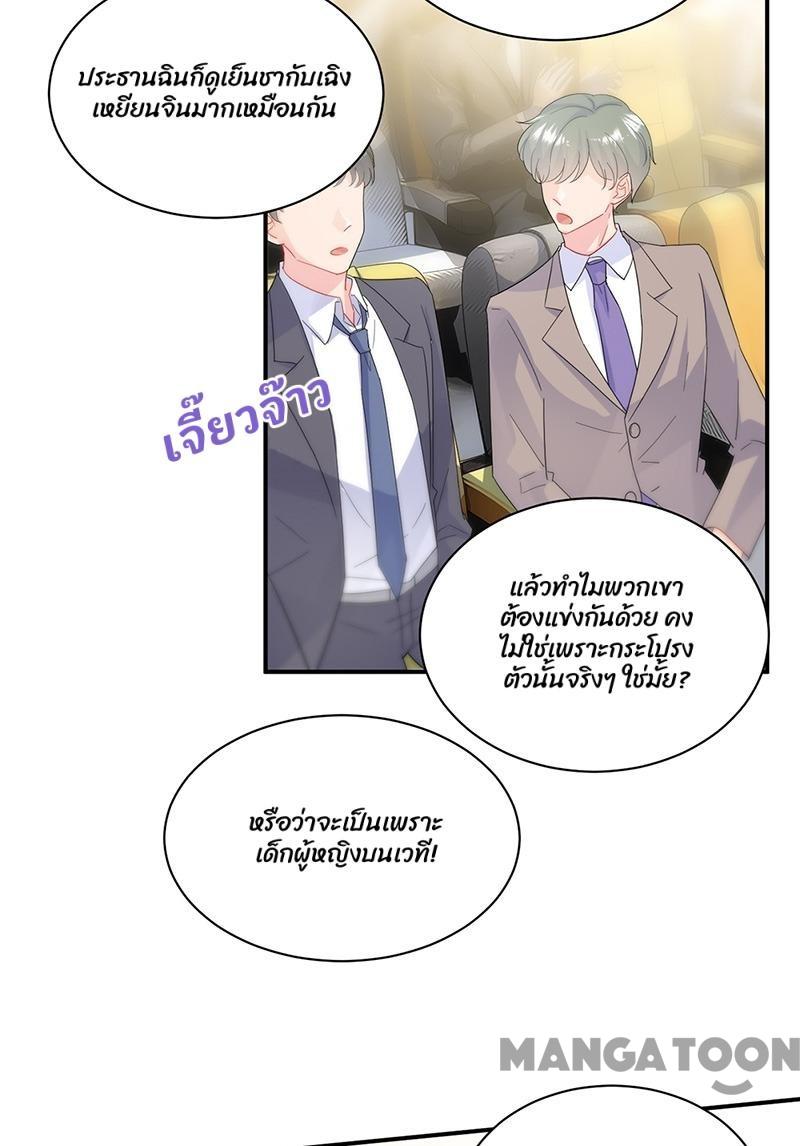 ประธานฉินก็ดูเย็นชากับเฉิง
เหยียนจินมากเหมือนกัน
เจี๊ยวจ๊าว
แล้วทำไมพวกเขา
ต้องแข่งกันด้วย คง
ไม่ใช่เพราะกระโปรง
ตัวนั้นจริงๆ ใช่มั้ย?
หรือว่าจะเป็นเพราะ
เด็กผู้หญิงบนเวที!
MANGATOON